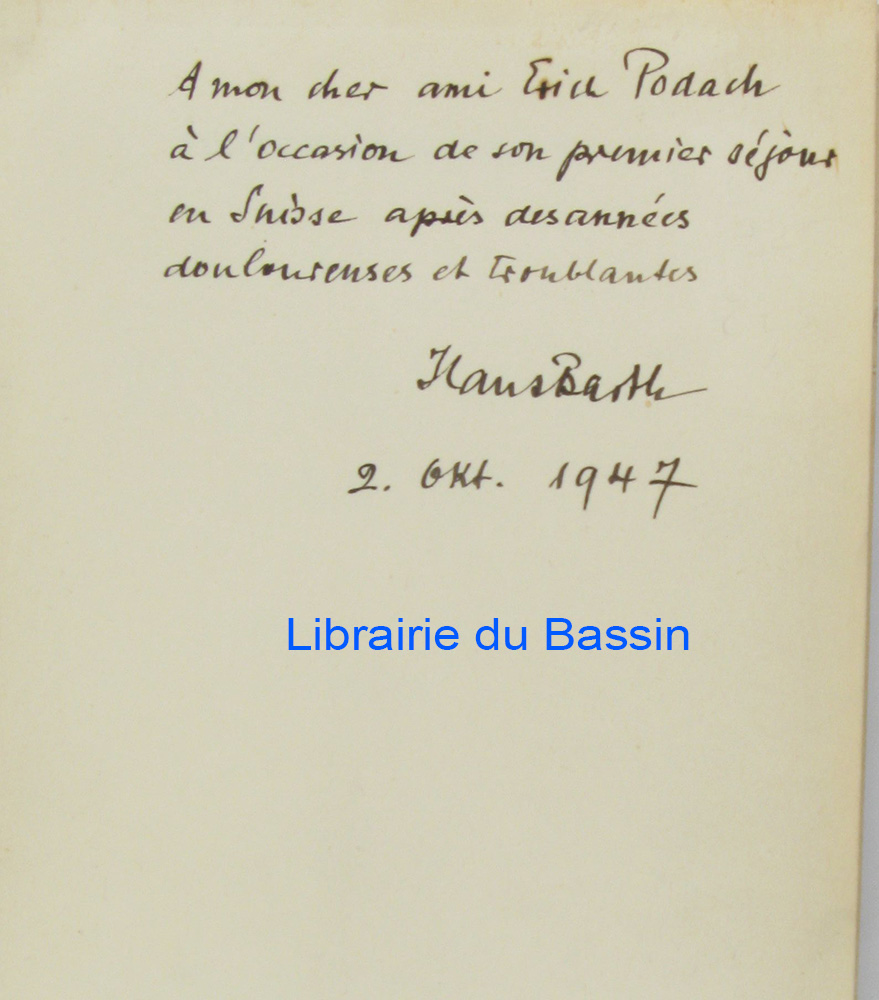 A mon cher ami Erich Podach
à l'occasion de son premier séjour
en Suisse après des années
douloureuses et troublantes
Hans Barth
2. Okt. 1947
Librairie du Bassin